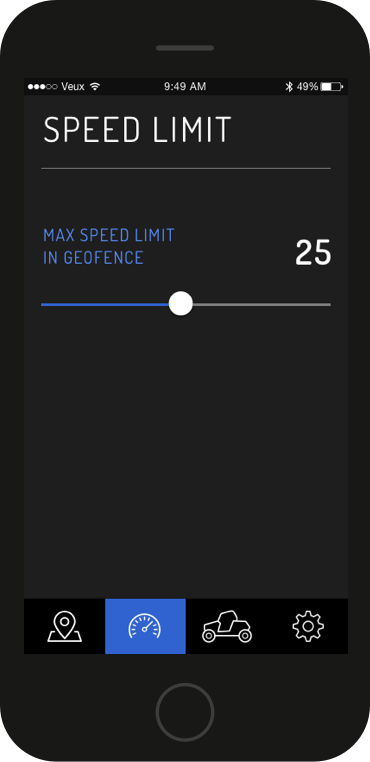 Veux 9:49 AM 49%
SPEED LIMIT
MAX SPEED LIMIT
IN GEOFENCE
25